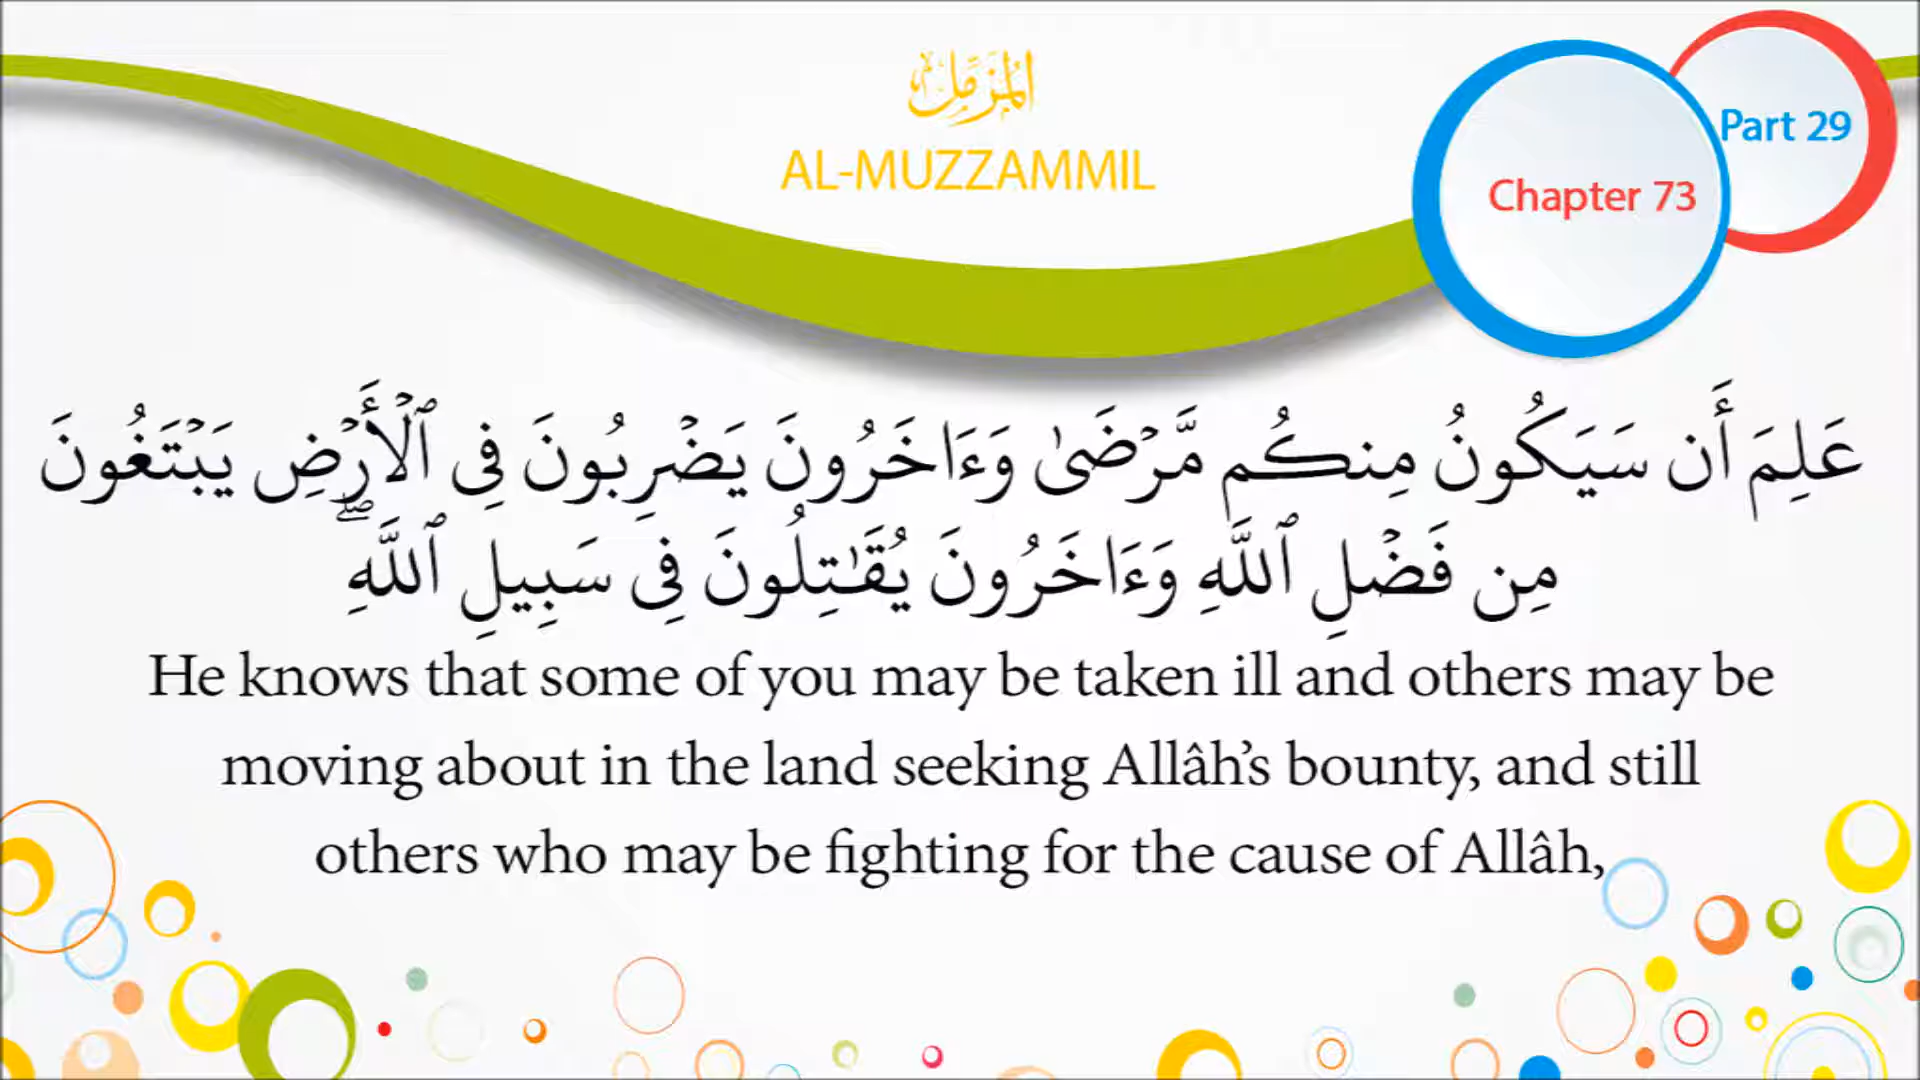 المزمل
AL-MUZZAMMIL
Part 29
Chapter 73
عَلِمَ أَن سَيَكُونُ مِنكُم مَّرْضَىٰ وَءَاخَرُونَ يَضْرِبُونَ فِى ٱلْأَرْضِ يَبْتَغُونَ
مِن فَضْلِ ٱللَّهِ وَءَاخَرُونَ يُقَـٰتِلُونَ فِى سَبِيلِ ٱللَّهِۖ
He knows that some of you may be taken ill and others may be
moving about in the land seeking Allâh’s bounty, and still
others who may be fighting for the cause of Allâh,